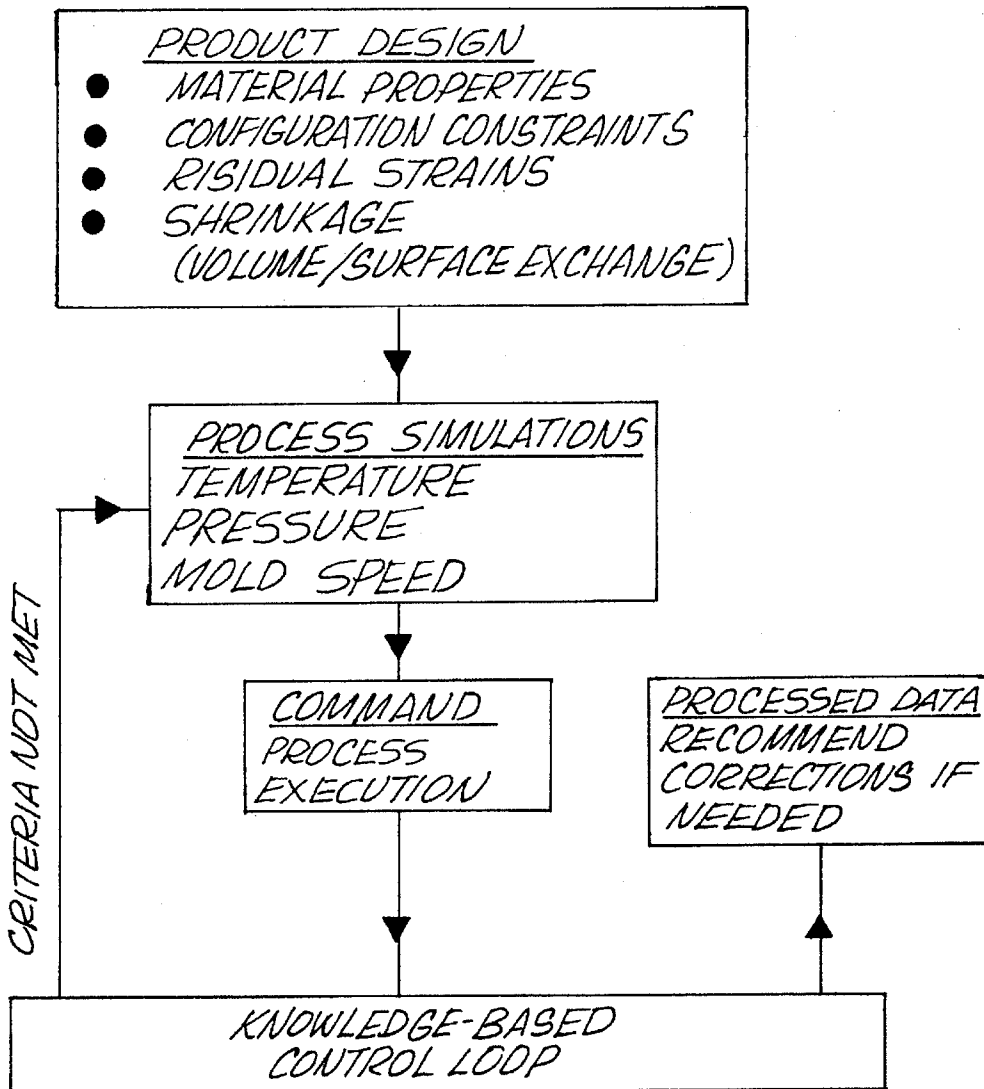 PRODUCT DESIGN
● MATERIAL PROPERTIES
● CONFIGURATION CONSTRAINTS
● RISIDUAL STRAINS
● SHRINKAGE
(VOLUME/SURFACE EXCHANGE)
PROCESS SIMULATIONS
TEMPERATURE
PRESSURE
MOLD SPEED
CRITERIA NOT MET
COMMAND
PROCESS
EXECUTION
PROCESSED DATA
RECOMMEND
CORRECTIONS IF
NEEDED
KNOWLEDGE-BASED
CONTROL LOOP